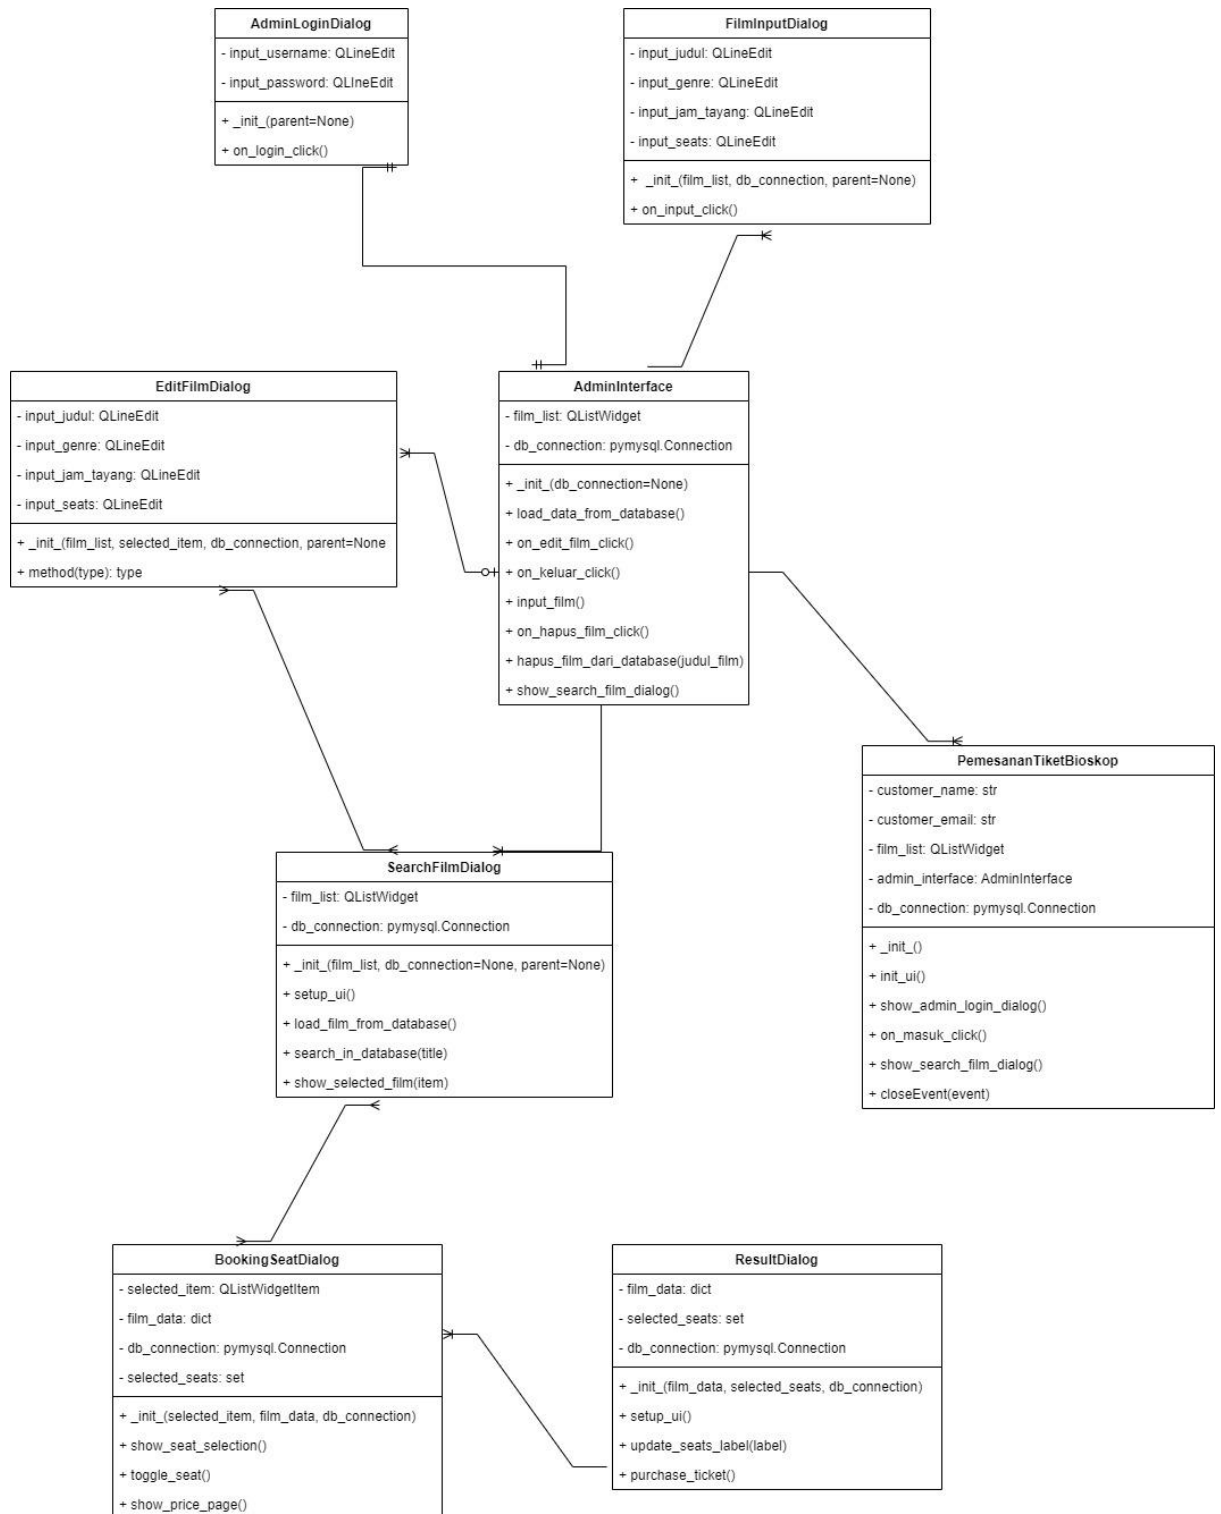 AdminLoginDialog
- input_username: QLineEdit
- input_password: QLIneEdit
+ _init_(parent=None)
+ on_login_click()
FilmInputDialog
- input_judul: QLineEdit
- input_genre: QLineEdit
- input_jam_tayang: QLineEdit
- input_seats: QLineEdit
+ _init_(film_list, db_connection, parent=None)
+ on_input_click()
EditFilmDialog
- input_judul: QLineEdit
- input_genre: QLineEdit
- input_jam_tayang: QLineEdit
- input_seats: QLineEdit
+ _init_(film_list, selected_item, db_connection, parent=None
+ method(type): type
AdminInterface
- film_list: QListWidget
- db_connection: pymysql.Connection
+ _init_(db_connection=None)
+ load_data_from_database()
+ on_edit_film_click()
+ on_keluar_click()
+ input_film()
+ on_hapus_film_click()
+ hapus_film_dari_database(judul_film)
+ show_search_film_dialog()
PemesananTiketBioskop
- customer_name: str
- customer_email: str
- film_list: QListWidget
- admin_interface: AdminInterface
- db_connection: pymysql.Connection
+ _init_()
+ init_ui()
+ show_admin_login_dialog()
+ on_masuk_click()
+ show_search_film_dialog()
+ closeEvent(event)
SearchFilmDialog
- film_list: QListWidget
- db_connection: pymysql.Connection
+ _init_(film_list, db_connection=None, parent=None)
+ setup_ui()
+ load_film_from_database()
+ search_in_database(title)
+ show_selected_film(item)
BookingSeatDialog
- selected_item: QListWidgetItem
- film_data: dict
- db_connection: pymysql.Connection
- selected_seats: set
+ _init_(selected_item, film_data, db_connection)
+ show_seat_selection()
+ toggle_seat()
+ show_price_page()
ResultDialog
- film_data: dict
- selected_seats: set
- db_connection: pymysql.Connection
+ _init_(film_data, selected_seats, db_connection)
+ setup_ui()
+ update_seats_label(label)
+ purchase_ticket()